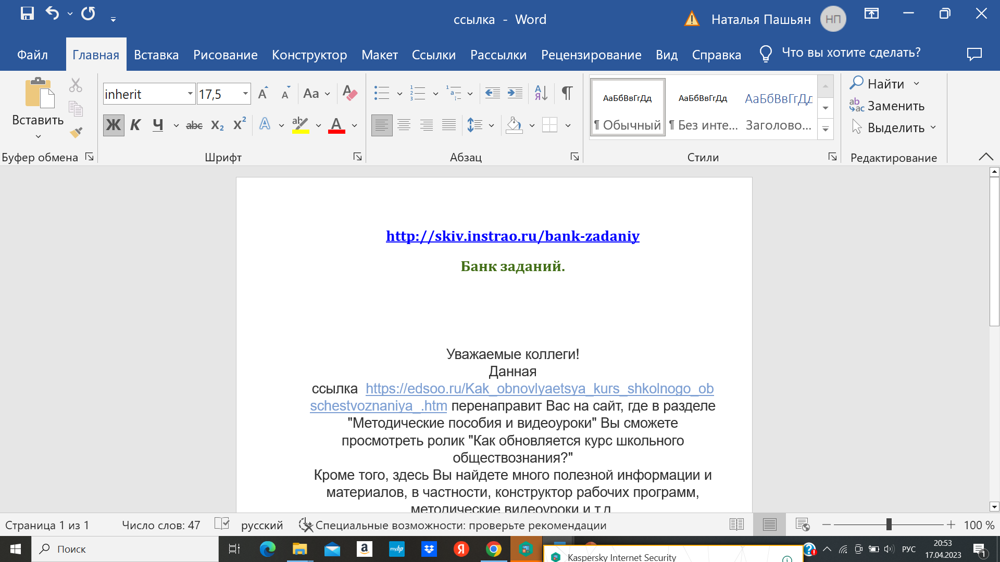 ссылка - Word
Наталья Пашьян
НП
Файл Главная Вставка Рисование Конструктор Макет Ссылки Рассылки Рецензирование Вид Справка Что вы хотите сделать?
Вставить
Буфер обмена
inherit 17,5
Шрифт
Абзац
АаБбВвГгДд АаБбВвГгДд АаБбВвГгД
¶ Обычный ¶ Без инте... Заголово...
Стили
Найти
Заменить
Выделить
Редактирование
http://skiv.instrao.ru/bank-zadaniy
Банк заданий.
Уважаемые коллеги!
Данная
ссылка https://edsoo.ru/Kak_obnovlyaetsya_kurs_shkolnogo_ob
schestvoznaniya_.htm перенаправит Вас на сайт, где в разделе
"Методические пособия и видеоуроки" Вы сможете
просмотреть ролик "Как обновляется курс школьного
обществознания?"
Кроме того, здесь Вы найдете много полезной информации и
материалов, в частности, конструктор рабочих программ,
методические видеоуроки и т.д
Страница 1 из 1 Число слов: 47 русский Специальные возможности: проверьте рекомендации 100 %
Поиск
Kaspersky Internet Security
РУС
20:53
17.04.2023
1